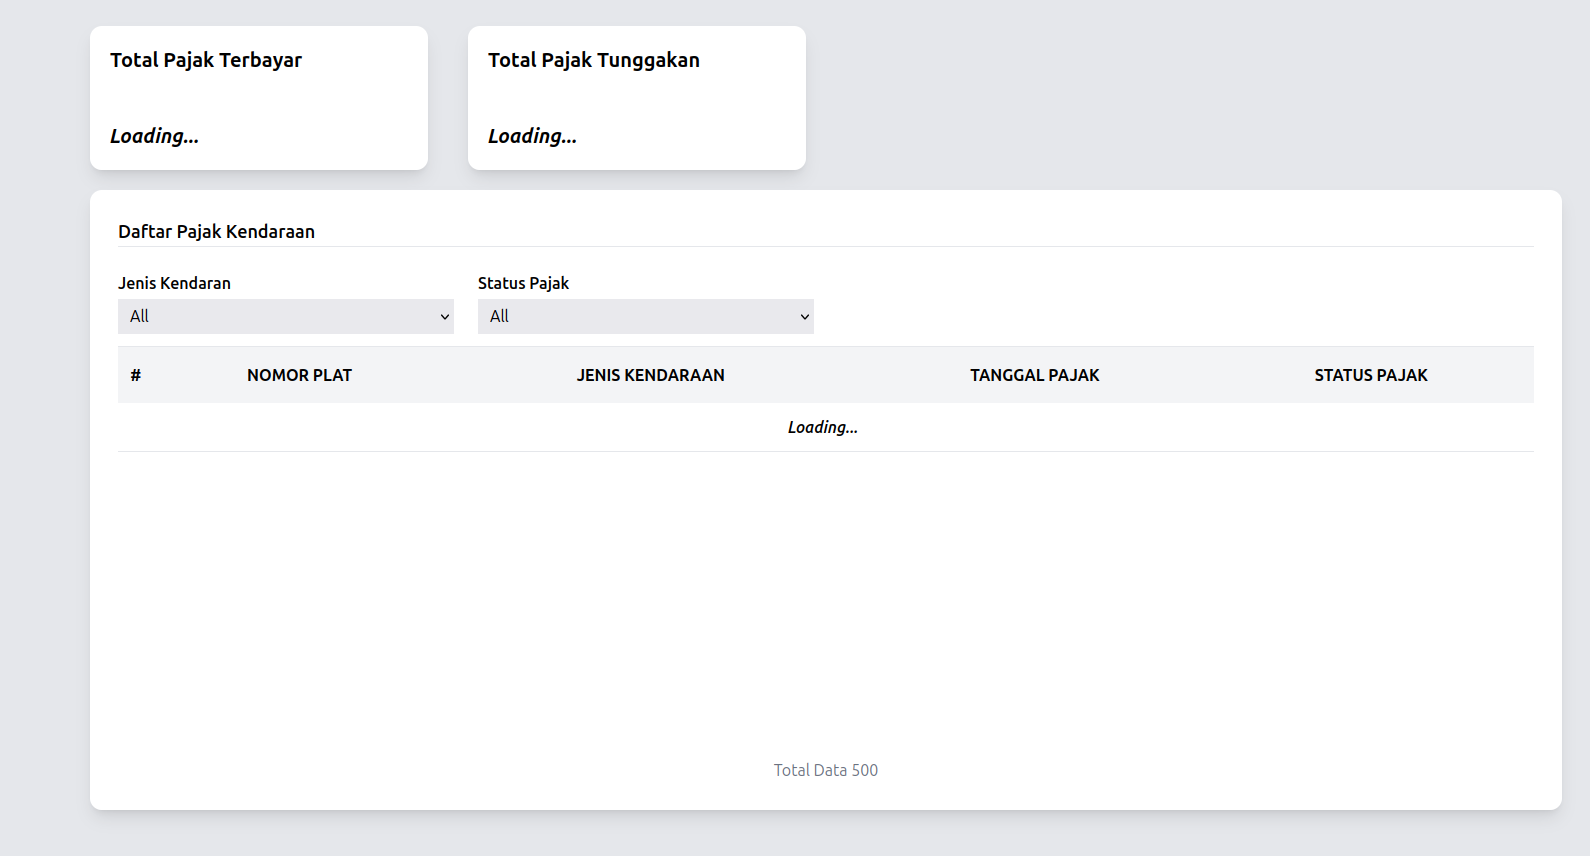 Total Pajak Terbayar
Loading...
Total Pajak Tunggakan
Loading...
Daftar Pajak Kendaraan
Jenis Kendaran
All
Status Pajak
All
# NOMOR PLAT JENIS KENDARAAN TANGGAL PAJAK STATUS PAJAK
Loading...
Total Data 500